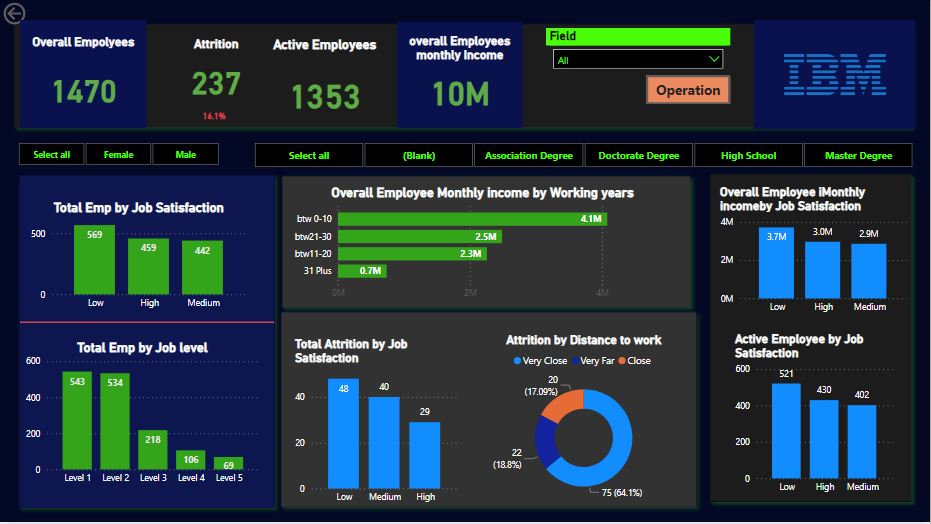 Overall Empolyees
1470
Attrition
237
16.1%
Active Employees
1353
overall Employees
monthly Income
10M
Field
All
Operation
IBM
Select all
Female
Male
Select all
(Blank)
Association Degree
Doctorate Degree
High School
Master Degree
Total Emp by Job Satisfaction
500
0
569
459
442
Low
High
Medium
Total Emp by Job level
600
400
200
0
543
534
218
106
69
Level 1
Level 2
Level 3
Level 4
Level 5
Overall Employee Monthly income by Working years
btw 0-10
4.1M
btw21-30
2.5M
btw11-20
2.3M
31 Plus
0.7M
0M
2M
4M
Total Attrition by Job
Satisfaction
40
20
0
48
40
29
Low
Medium
High
Attrition by Distance to work
Very Close
Very Far
Close
20
(17.09%)
22
(18.8%)
75 (64.1%)
Overall Employee iMonthly
incomeby Job Satisfaction
4M
2M
0M
3.7M
3.0M
2.9M
Low
High
Medium
Active Employee by Job
Satisfaction
600
400
200
0
521
430
402
Low
High
Medium